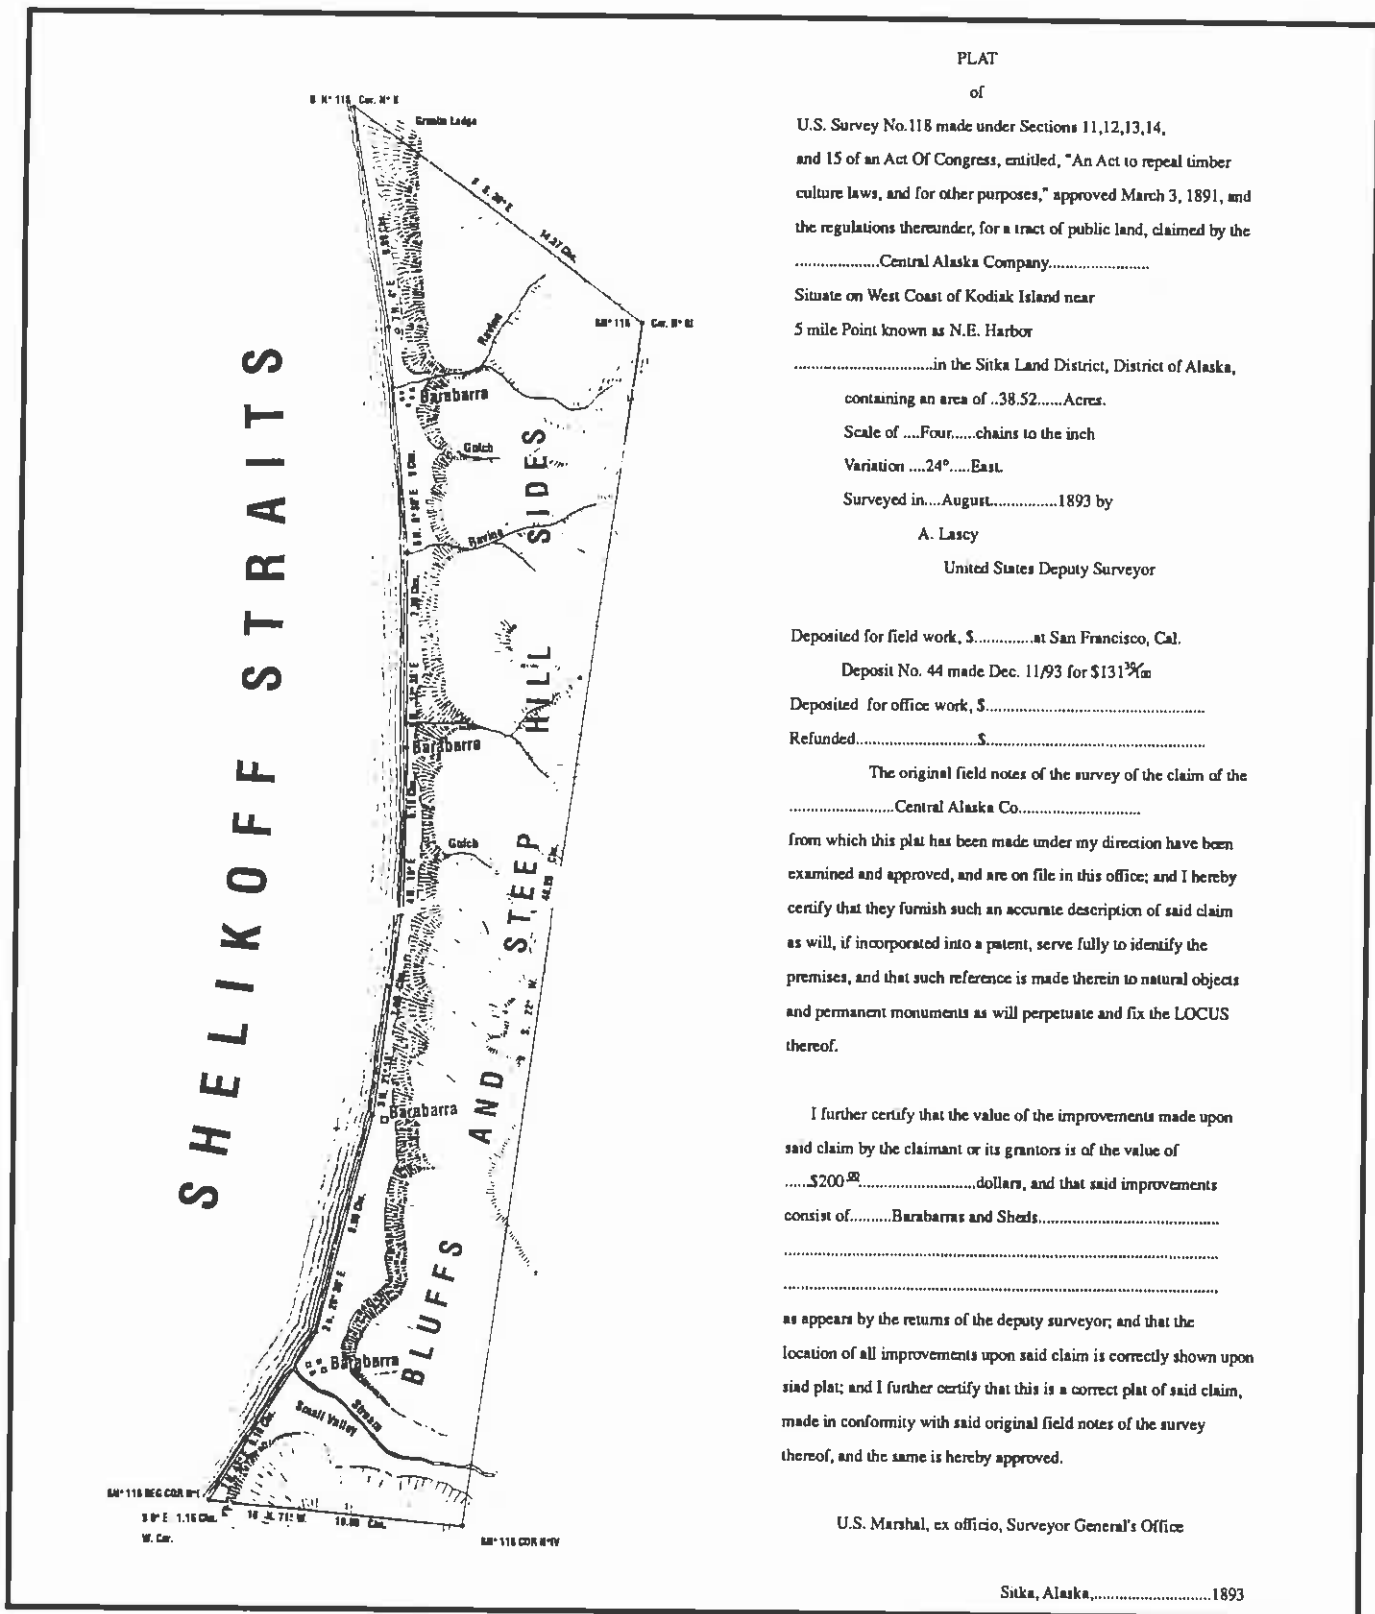 PLAT
of
U.S. Survey No.118 made under Sections 11,12,13,14,
and 15 of an Act Of Congress, entitled, "An Act to repeal timber
culture laws, and for other purposes," approved March 3, 1891, and
the regulations thereunder, for a tract of public land, claimed by the
....................Central Alaska Company........................
Situate on West Coast of Kodiak Island near
5 mile Point known as N.E. Harbor
.................................in the Sitka Land District, District of Alaska,
containing an area of ..38.52......Acres.
Scale of ....Four......chains to the inch
Variation ....24°.....East.
Surveyed in....August................1893 by
A. Lascy
United States Deputy Surveyor
Deposited for field work, $..............at San Francisco, Cal.
Deposit No. 44 made Dec. 11/93 for $131
Deposited for office work, $....................................................
Refunded.............................$....................................................
The original field notes of the survey of the claim of the
.........................Central Alaska Co.............................
from which this plat has been made under my direction have been
examined and approved, and are on file in this office; and I hereby
certify that they furnish such an accurate description of said claim
as will, if incorporated into a patent, serve fully to identify the
premises, and that such reference is made therein to natural objects
and permanent monuments as will perpetuate and fix the LOCUS
thereof.
I further certify that the value of the improvements made upon
said claim by the claimant or its grantors is of the value of
......$200.00............................dollars, and that said improvements
consist of..........Barabarras and Sheds...........................................
as appears by the returns of the deputy surveyor; and that the
location of all improvements upon said claim is correctly shown upon
siad plat; and I further certify that this is a correct plat of said claim,
made in conformity with said original field notes of the survey
thereof, and the same is hereby approved.
U.S. Marshal, ex officio, Surveyor General's Office
Sitka, Alaska,............................1893
SHELIKOFF STRAITS
BLUFFS AND STEEP HILL SIDES
Granite Ledge
14.27 Chs.
Ravine
Barabarra
Gulch
Ravine
Barabarra
Gulch
Barabarra
Barabarra
Stream
Small Valley